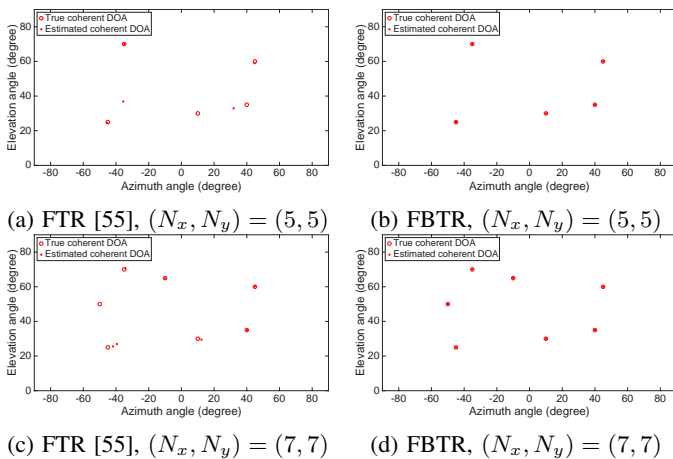 True coherent DOA
Estimated coherent DOA
Elevation angle (degree)
80
60
40
20
0
-80 -60 -40 -20 0 20 40 60 80
Azimuth angle (degree)
(a) FTR [55], (N_x, N_y) = (5, 5)
True coherent DOA
Estimated coherent DOA
Elevation angle (degree)
80
60
40
20
0
-80 -60 -40 -20 0 20 40 60 80
Azimuth angle (degree)
(b) FBTR, (N_x, N_y) = (5, 5)
True coherent DOA
Estimated coherent DOA
Elevation angle (degree)
80
60
40
20
0
-80 -60 -40 -20 0 20 40 60 80
Azimuth angle (degree)
(c) FTR [55], (N_x, N_y) = (7, 7)
True coherent DOA
Estimated coherent DOA
Elevation angle (degree)
80
60
40
20
0
-80 -60 -40 -20 0 20 40 60 80
Azimuth angle (degree)
(d) FBTR, (N_x, N_y) = (7, 7)